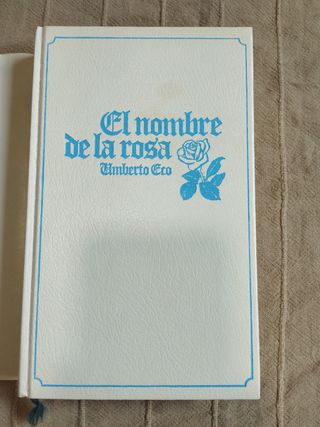 El nombre
de la rosa
Umberto Eco